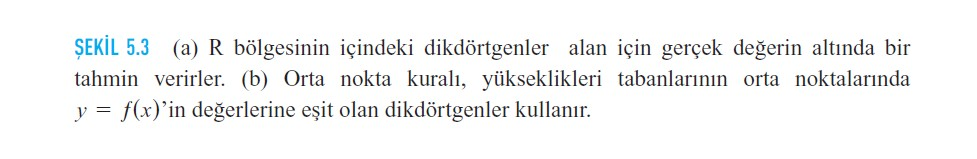 ŞEKİL 5.3 (a) R bölgesinin içindeki dikdörtgenler alan için gerçek değerin altında bir
tahmin verirler. (b) Orta nokta kuralı, yükseklikleri tabanlarının orta noktalarında
y = f(x)’in değerlerine eşit olan dikdörtgenler kullanır.